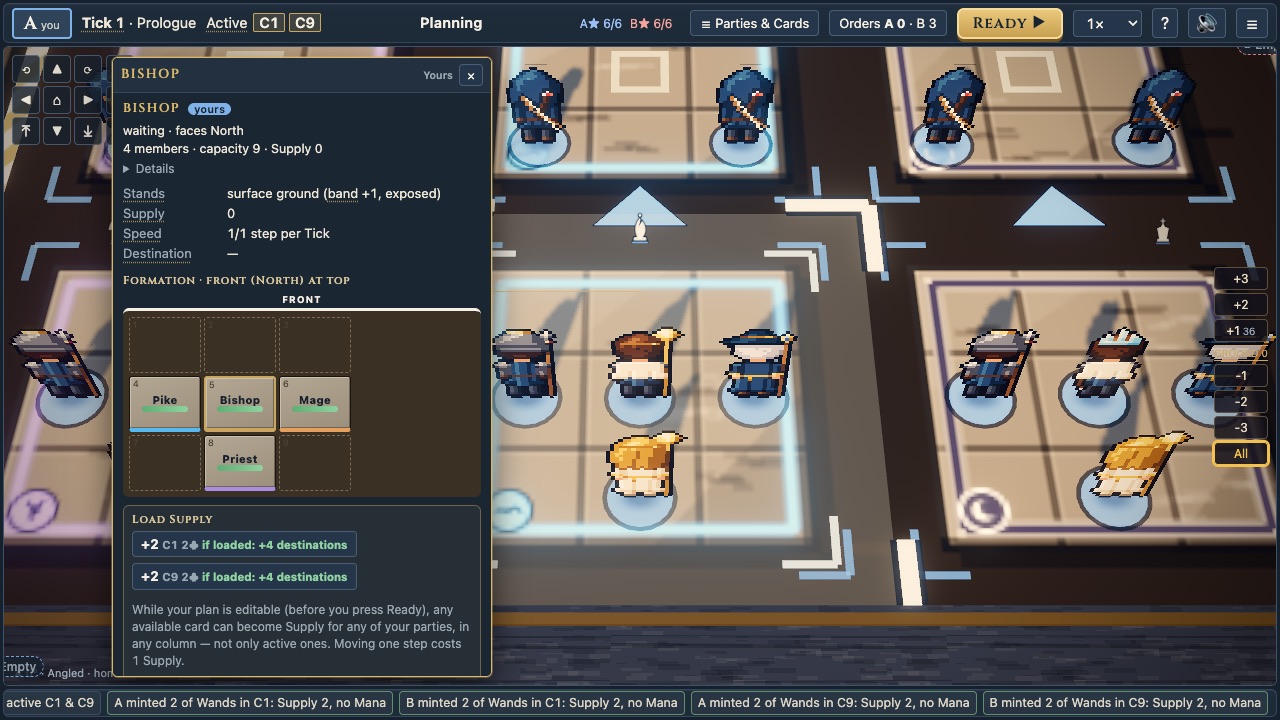 A you
Tick 1 · Prologue Active C1 C9
Planning
A★ 6/6 B★ 6/6
≡ Parties & Cards
Orders A 0 · B 3
READY ▶
1×
?
≡
BISHOP
Yours ×
BISHOP yours
waiting · faces North
4 members · capacity 9 · Supply 0
▶ Details
Stands surface ground (band +1, exposed)
Supply 0
Speed 1/1 step per Tick
Destination —
FORMATION · FRONT (NORTH) AT TOP
FRONT
4 Pike
5 Bishop
6 Mage
8 Priest
LOAD SUPPLY
+2 C1 2♣ if loaded: +4 destinations
+2 C9 2♣ if loaded: +4 destinations
While your plan is editable (before you press Ready), any
available card can become Supply for any of your parties, in
any column — not only active ones. Moving one step costs
1 Supply.
+3
+2
+1 36
-1
-2
-3
All
Empty
Angled · hor
active C1 & C9
A minted 2 of Wands in C1: Supply 2, no Mana
B minted 2 of Wands in C1: Supply 2, no Mana
A minted 2 of Wands in C9: Supply 2, no Mana
B minted 2 of Wands in C9: Supply 2, no Mana